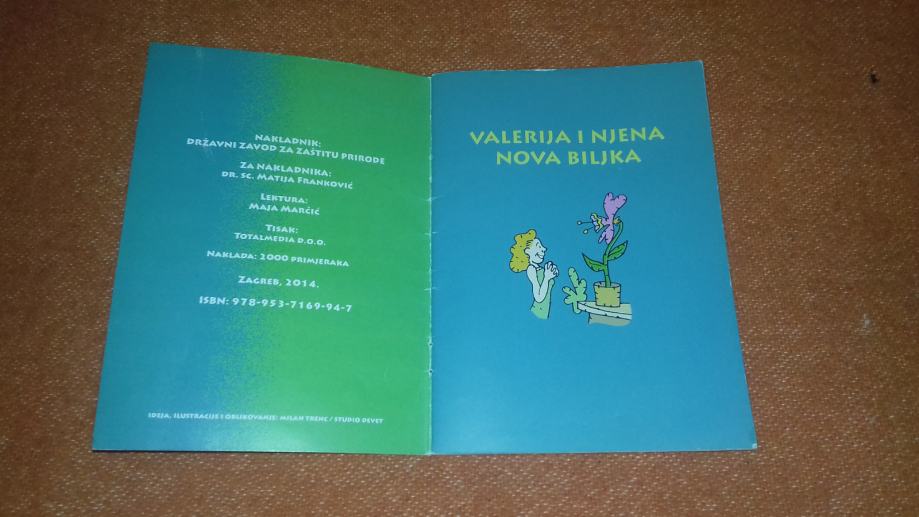 NAKLADNIK:
DRŽAVNI ZAVOD ZA ZAŠTITU PRIRODE
ZA NAKLADNIKA:
DR. SC. MATIJA FRANKOVIĆ
LEKTURA:
MAJA MARČIĆ
TISAK:
TOTALMEDIA D.O.O.
NAKLADA: 2000 PRIMJERAKA
ZAGREB, 2014.
ISBN: 978-953-7169-94-7
IDEJA, ILUSTRACIJE I OBLIKOVANJE: MILAN TRENC / STUDIO DEVET
VALERIJA I NJENA
NOVA BILJKA